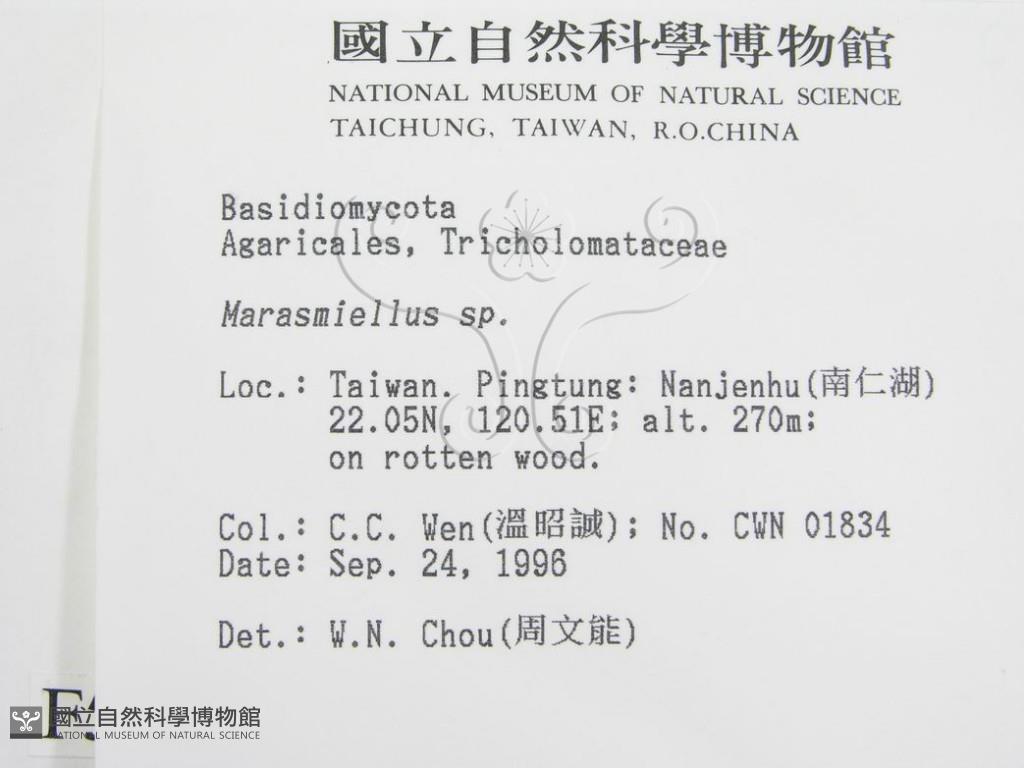 國立自然科學博物館
NATIONAL MUSEUM OF NATURAL SCIENCE
TAICHUNG, TAIWAN, R.O.CHINA
Basidiomycota
Agaricales, Tricholomataceae
Marasmiellus sp.
Loc.: Taiwan. Pingtung: Nanjenhu(南仁湖)
22.05N, 120.51E; alt. 270m;
on rotten wood.
Col.: C.C. Wen(溫昭誠); No. CWN 01834
Date: Sep. 24, 1996
Det.: W.N. Chou(周文能)
國立自然科學博物館
NATIONAL MUSEUM OF NATURAL SCIENCE